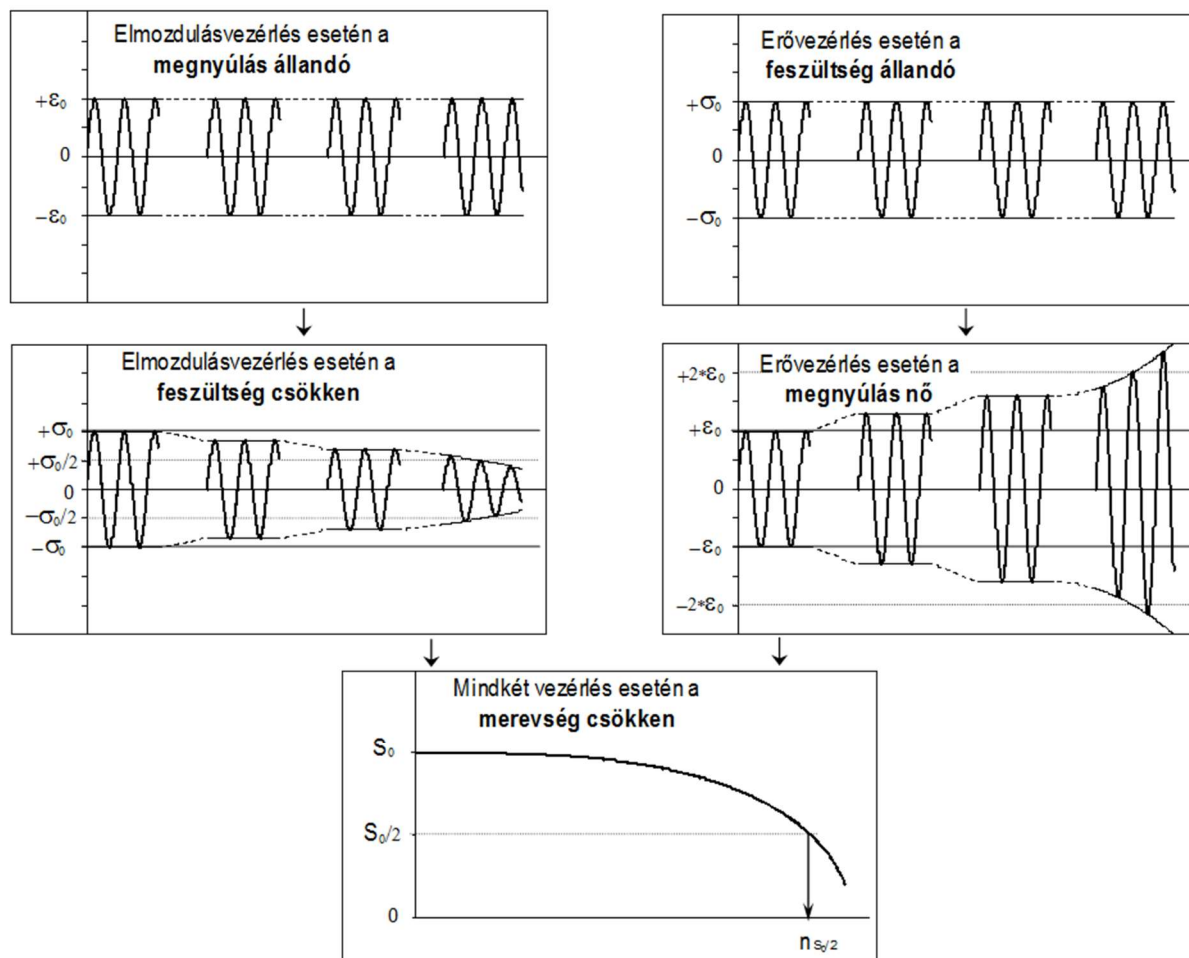 Elmozdulásvezérlés esetén a
megnyúlás állandó
+ε₀
0
−ε₀
Erővezérlés esetén a
feszültség állandó
+σ₀
0
−σ₀
Elmozdulásvezérlés esetén a
feszültség csökken
+σ₀
+σ₀/2
0
−σ₀/2
−σ₀
Erővezérlés esetén a
megnyúlás nő
+2*ε₀
+ε₀
0
−ε₀
−2*ε₀
Mindkét vezérlés esetén a
merevség csökken
S₀
S₀/2
0
n S₀/2